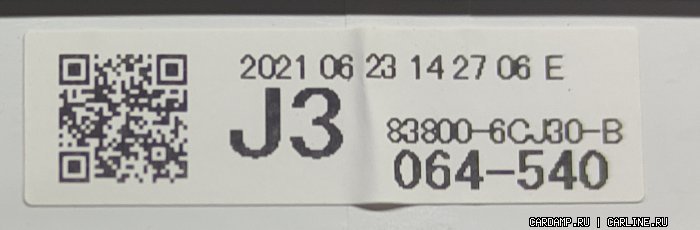 2021 06 23 14 27 06 E
J3
83800-6CJ30-B
064-540
CARDAMP.RU | CARLINE.RU